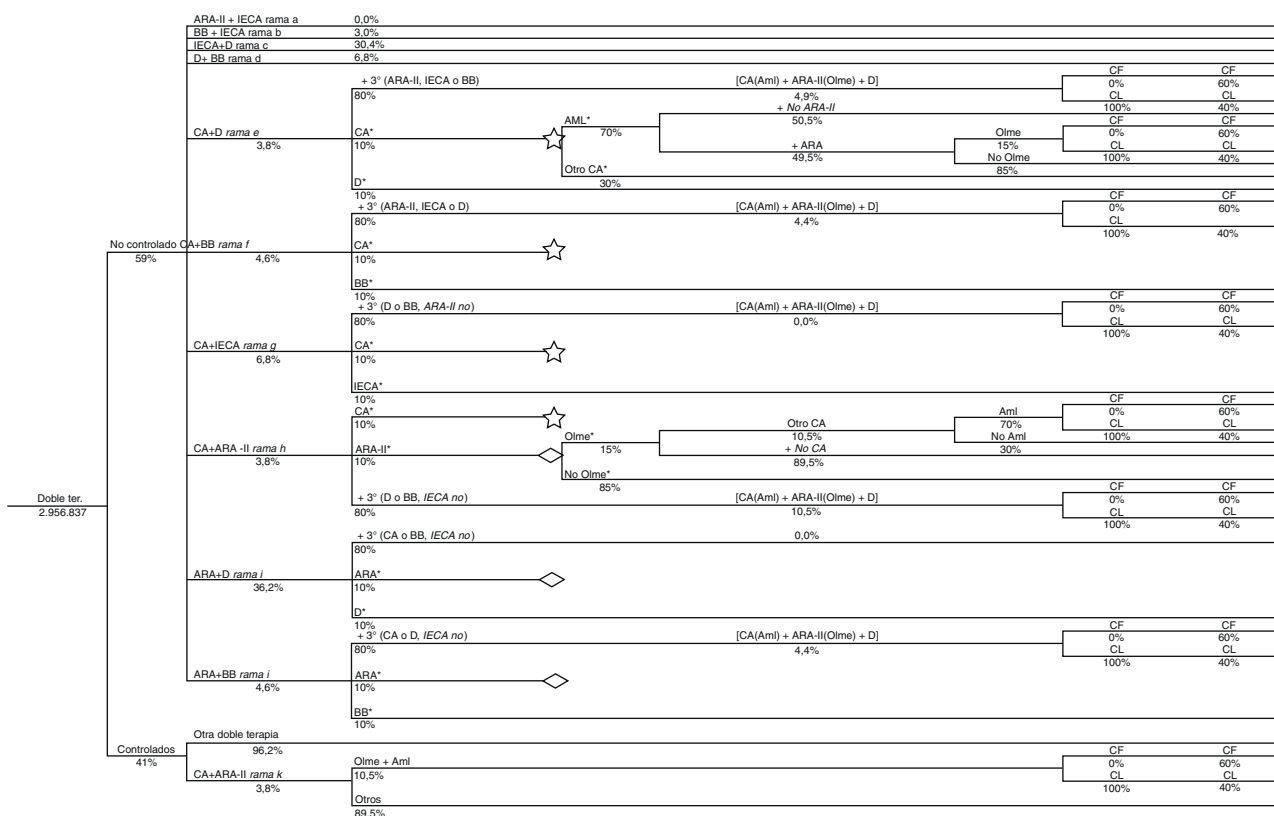 ARA-II + IECA rama a 0,0%
BB + IECA rama b 3,0%
IECA+D rama c 30,4%
D+ BB rama d 6,8%
CF CF
+ 3° (ARA-II, IECA o BB) [CA(Aml) + ARA-II(Olme) + D] 0% 60%
80% 4,9% CL CL
+ No ARA-II 100% 40%
AML* 50,5% CF CF
CA+D rama e CA* 70% Olme 0% 60%
3,8% 10% + ARA 15% CL CL
49,5% No Olme 100% 40%
Otro CA* 85%
D* 30%
10%
+ 3° (ARA-II, IECA o D) [CA(Aml) + ARA-II(Olme) + D] CF CF
80% 4,4% 0% 60%
CL
100% 40%
No controlado CA+BB rama f CA*
59% 4,6% 10%
BB*
10%
+ 3° (D o BB, ARA-II no) [CA(Aml) + ARA-II(Olme) + D] CF CF
80% 0,0% 0% 60%
CL CL
100% 40%
CA+IECA rama g CA*
6,8% 10%
IECA*
10%
CA* CF CF
10% Aml 0% 60%
Otro CA 70% CL CL
Olme* 10,5% No Aml 100% 40%
CA+ARA -II rama h ARA-II* 15% + No CA 30%
3,8% 10% 89,5%
No Olme*
85%
+ 3° (D o BB, IECA no) [CA(Aml) + ARA-II(Olme) + D] CF CF
80% 10,5% 0% 60%
CL CL
100% 40%
Doble ter.
2.956.837
+ 3° (CA o BB, IECA no) 0,0%
80%
ARA+D rama i ARA*
36,2% 10%
D*
10%
+ 3° (CA o D, IECA no) [CA(Aml) + ARA-II(Olme) + D] CF CF
80% 4,4% 0% 60%
CL CL
100% 40%
ARA+BB rama i ARA*
4,6% 10%
BB*
10%
Otra doble terapia
Controlados 96,2% CF CF
41% Olme + Aml 0% 60%
CA+ARA-II rama k 10,5% CL CL
3,8% 100% 40%
Otros
89,5%